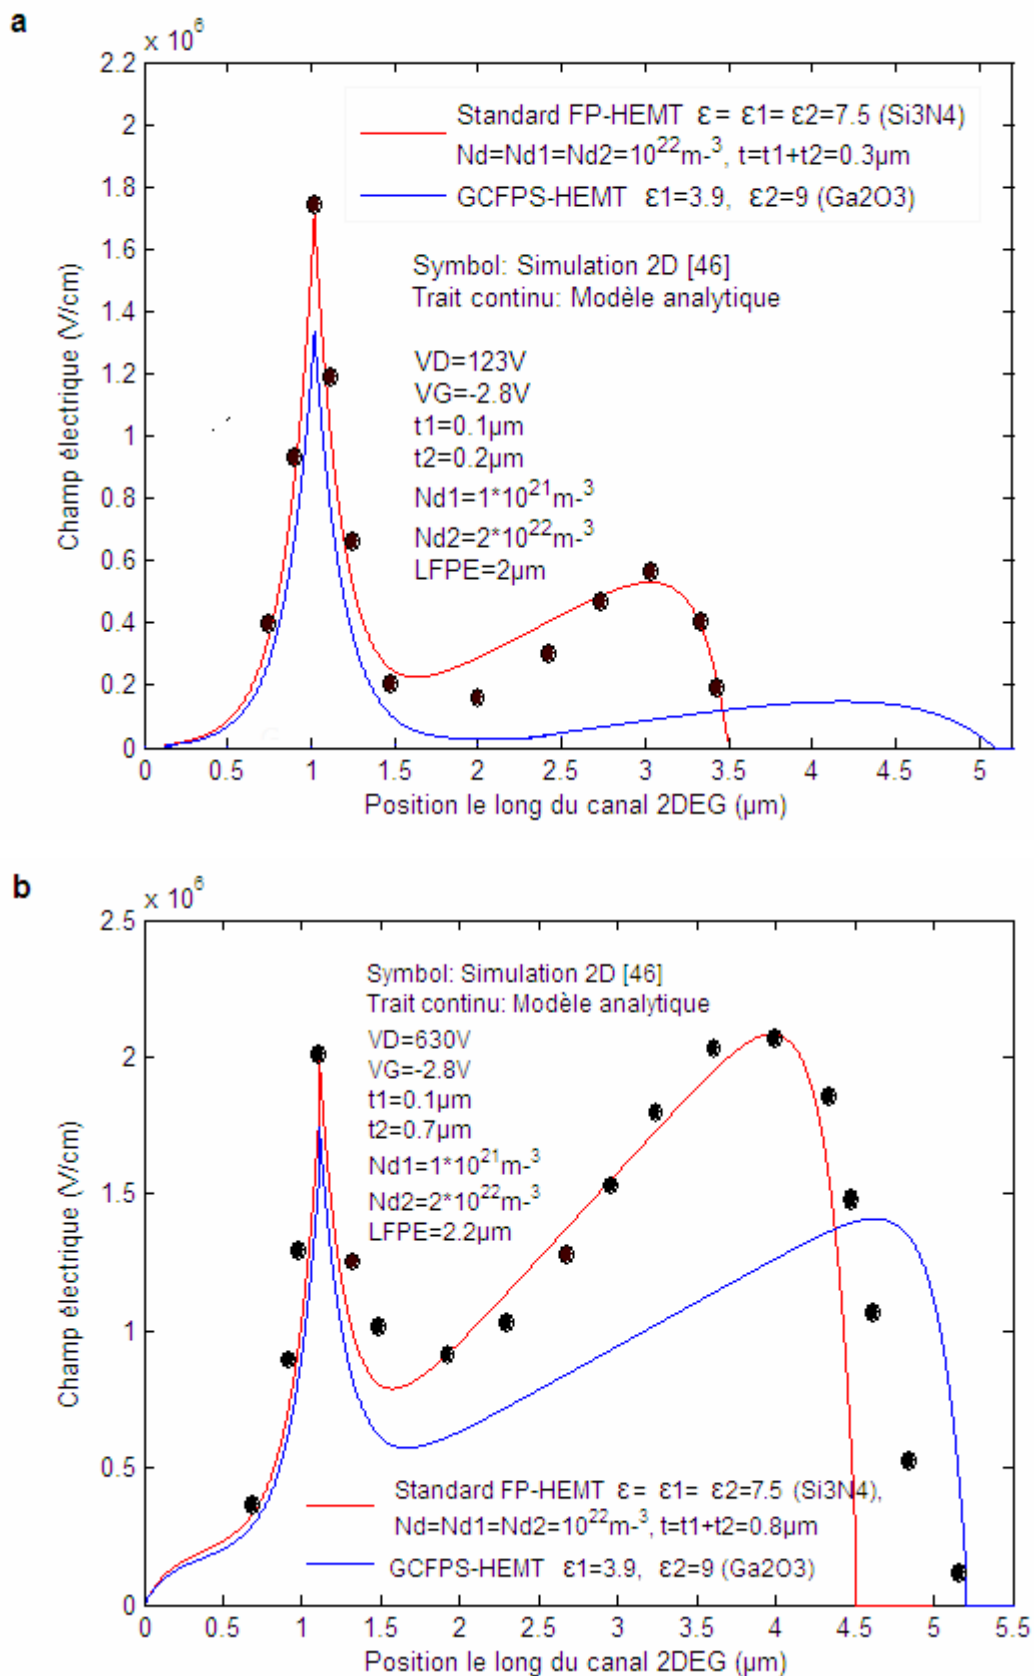 a
x 10^6
2.2
2
1.8
1.6
1.4
1.2
1
0.8
0.6
0.4
0.2
0
Champ électrique (V/cm)
Standard FP-HEMT ε= ε1= ε2=7.5 (Si3N4)
Nd=Nd1=Nd2=10^22m-^3, t=t1+t2=0.3µm
GCFPS-HEMT ε1=3.9, ε2=9 (Ga2O3)
Symbol: Simulation 2D [46]
Trait continu: Modèle analytique
VD=123V
VG=-2.8V
t1=0.1µm
t2=0.2µm
Nd1=1*10^21m-^3
Nd2=2*10^22m-^3
LFPE=2µm
0 0.5 1 1.5 2 2.5 3 3.5 4 4.5 5
Position le long du canal 2DEG (µm)
b
x 10^6
2.5
2
1.5
1
0.5
0
Champ électrique (V/cm)
Symbol: Simulation 2D [46]
Trait continu: Modèle analytique
VD=630V
VG=-2.8V
t1=0.1µm
t2=0.7µm
Nd1=1*10^21m-^3
Nd2=2*10^22m-^3
LFPE=2.2µm
Standard FP-HEMT ε= ε1= ε2=7.5 (Si3N4),
Nd=Nd1=Nd2=10^22m-^3, t=t1+t2=0.8µm
GCFPS-HEMT ε1=3.9, ε2=9 (Ga2O3)
0 0.5 1 1.5 2 2.5 3 3.5 4 4.5 5 5.5
Position le long du canal 2DEG (µm)